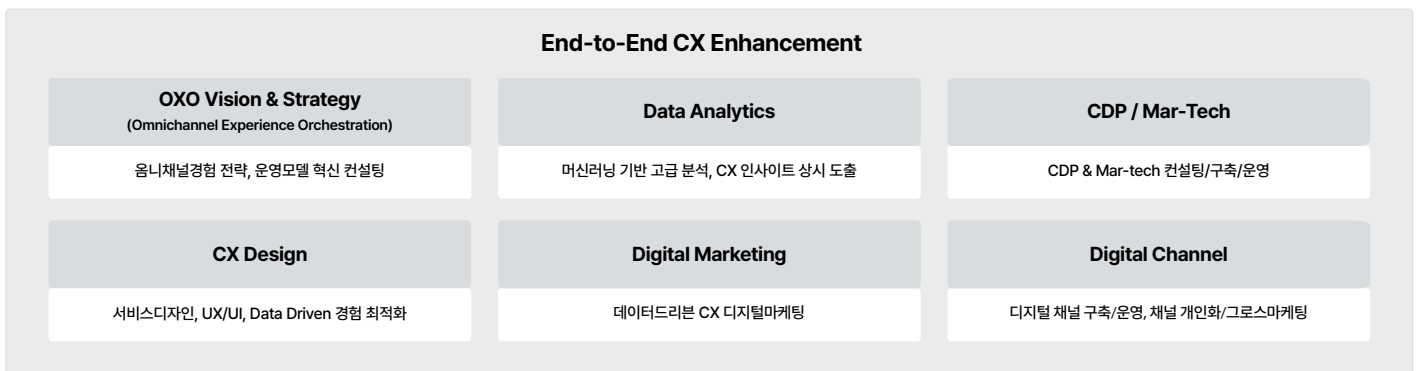 End-to-End CX Enhancement
OXO Vision & Strategy
(Omnichannel Experience Orchestration)
옴니채널경험 전략, 운영모델 혁신 컨설팅
Data Analytics
머신러닝 기반 고급 분석, CX 인사이트 상시 도출
CDP / Mar-Tech
CDP & Mar-tech 컨설팅/구축/운영
CX Design
서비스디자인, UX/UI, Data Driven 경험 최적화
Digital Marketing
데이터드리븐 CX 디지털마케팅
Digital Channel
디지털 채널 구축/운영, 채널 개인화/그로스마케팅